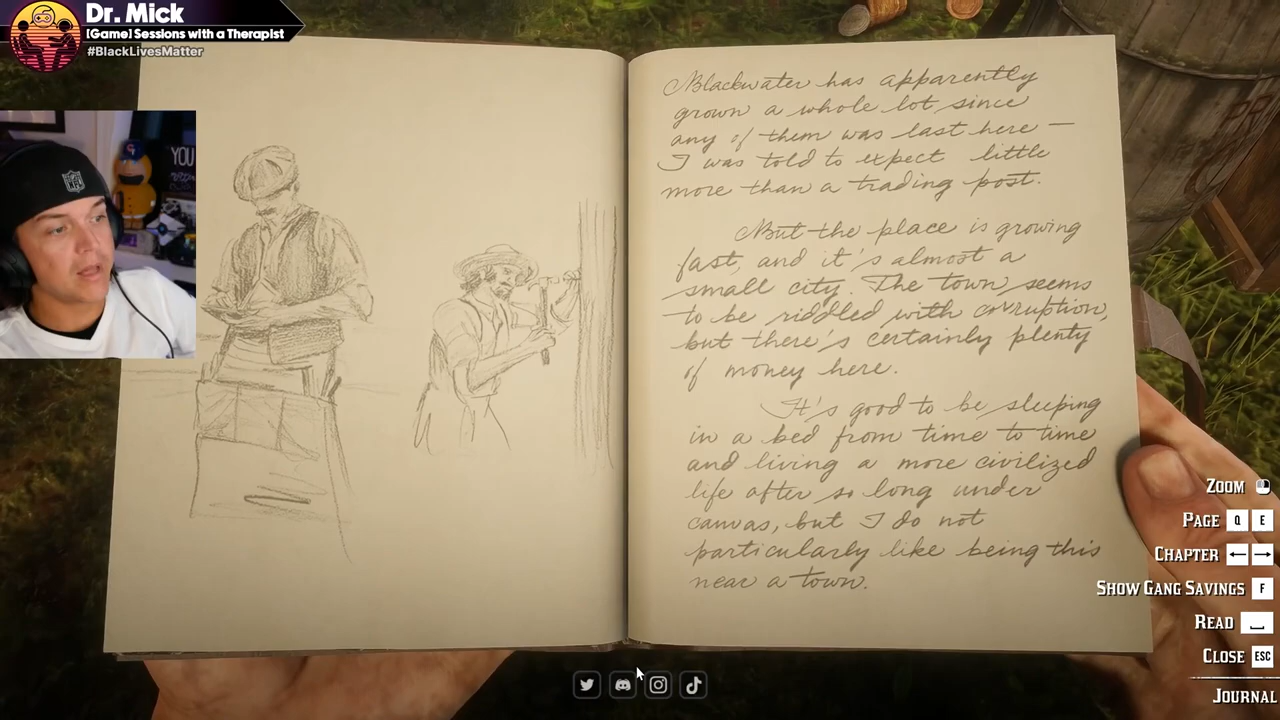 Dr. Mick
[Game] Sessions with a Therapist
#BlackLivesMatter
YOU
Blackwater has apparently
grown a whole lot since
any of them was last here —
I was told to expect little
more than a trading post.
But the place is growing
fast, and it's almost a
small city. The town seems
to be riddled with corruption,
but there's certainly plenty
of money here.
It's good to be sleeping
in a bed from time to time
and living a more civilized
life after so long under
canvas, but I do not
particularly like being this
near a town.
ZOOM
PAGE Q E
CHAPTER ← →
SHOW GANG SAVINGS F
READ
CLOSE ESC
JOURNAL